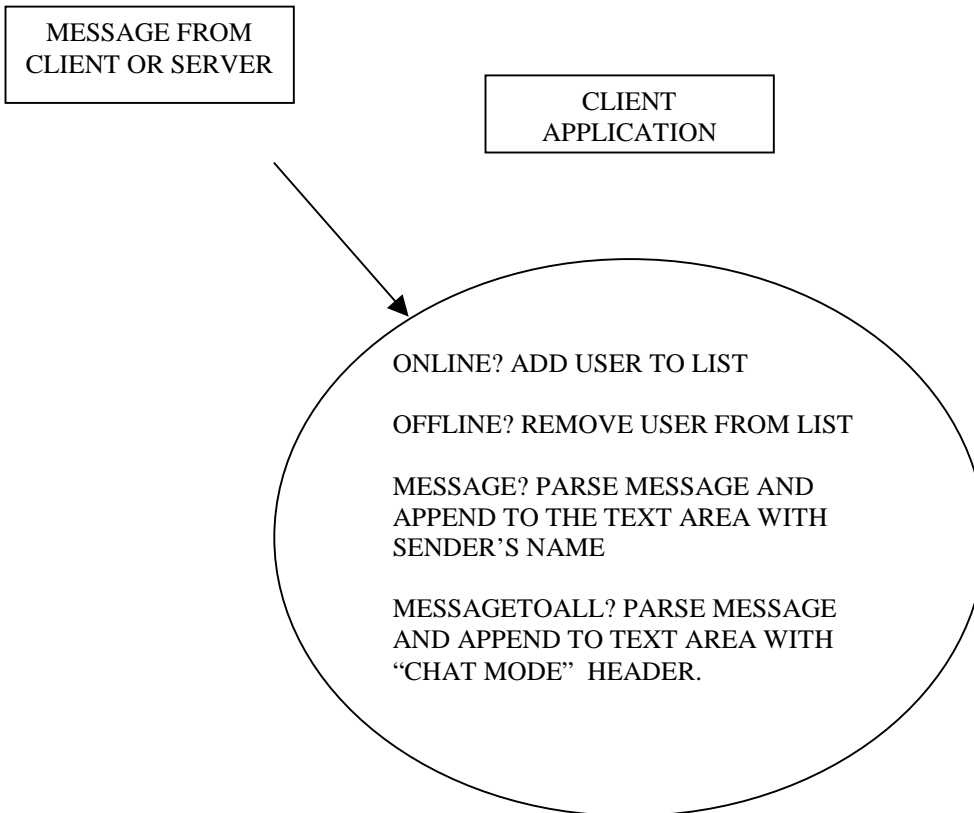 MESSAGE FROM
CLIENT OR SERVER
CLIENT
APPLICATION
ONLINE? ADD USER TO LIST
OFFLINE? REMOVE USER FROM LIST
MESSAGE? PARSE MESSAGE AND
APPEND TO THE TEXT AREA WITH
SENDER’S NAME
MESSAGETOALL? PARSE MESSAGE
AND APPEND TO TEXT AREA WITH
“CHAT MODE” HEADER.